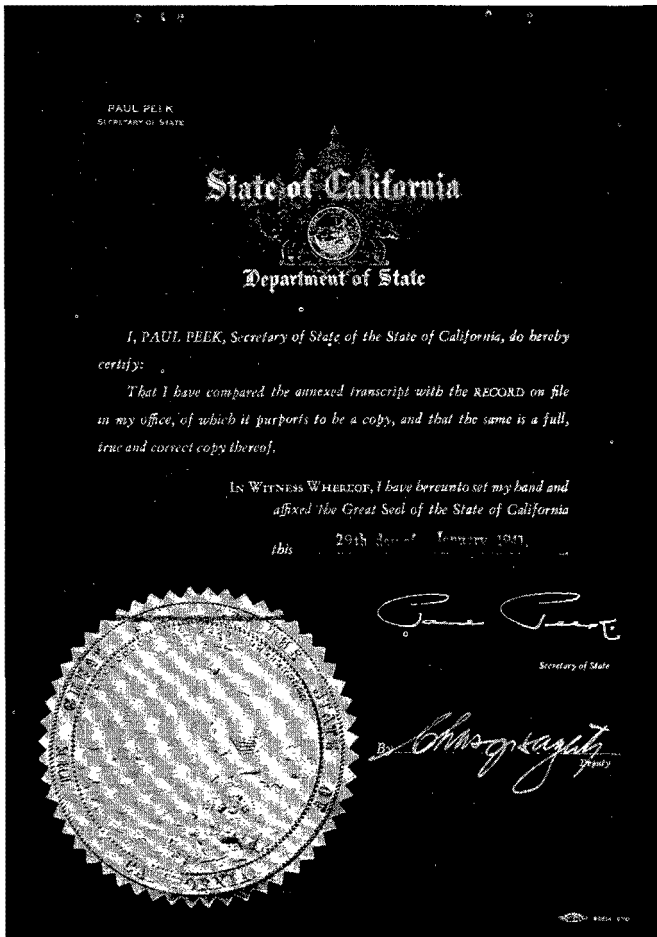 PAUL PEEK
SECRETARY OF STATE
State of California
Department of State
I, PAUL PEEK, Secretary of State of the State of California, do hereby
certify:
That I have compared the annexed transcript with the RECORD on file
in my office, of which it purports to be a copy, and that the same is a full,
true and correct copy thereof.
IN WITNESS WHEREOF, I have hereunto set my hand and
affixed the Great Seal of the State of California
this 29th day of January 1941.
Paul Peek
Secretary of State
By
Deputy